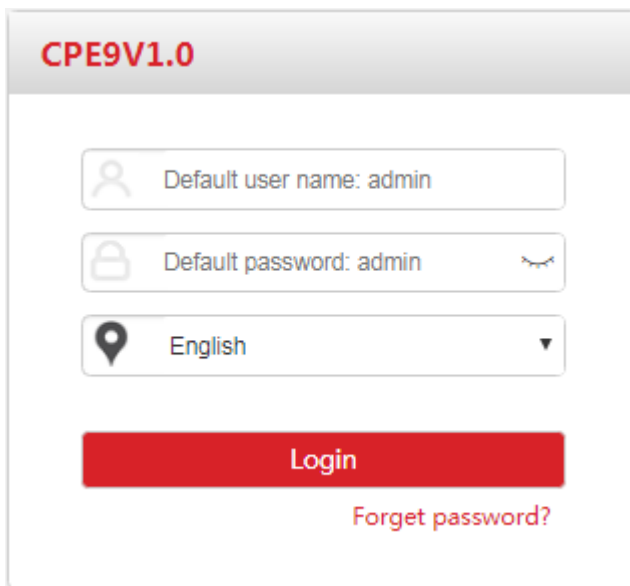 CPE9V1.0
Default user name: admin
Default password: admin
English
Login
Forget password?